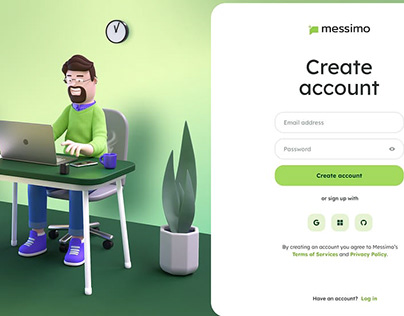 messimo
Create
account
Email address
Password
Create account
or sign up with
G
By creating an account you agree to Messimo's
Terms of Services and Privacy Policy.
Have an account? Log in